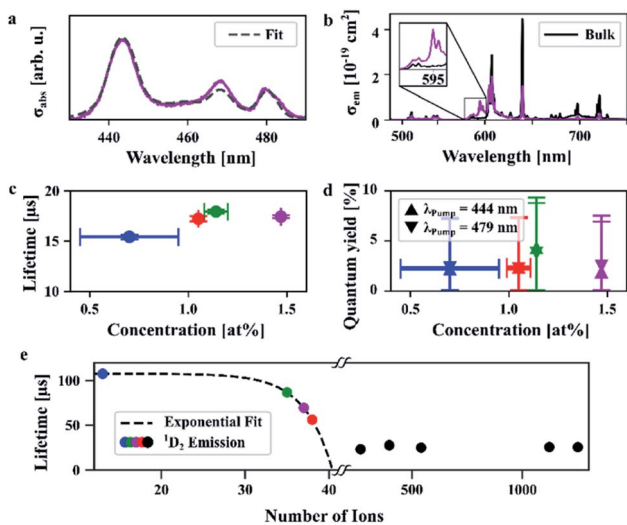 a
Fit
σabs [arb. u.]
440
460
480
Wavelength [nm]
b
4
2
0
σem [10⁻¹⁹ cm²]
595
Bulk
500
600
700
Wavelength [nm]
c
20
15
10
Lifetime [µs]
0.5
1.0
1.5
Concentration [at%]
d
10
5
0
Quantum yield [%]
λPump = 444 nm
λPump = 479 nm
0.5
1.0
1.5
Concentration [at%]
e
100
50
0
Lifetime [µs]
Exponential Fit
¹D₂ Emission
20
30
40
500
1000
Number of Ions